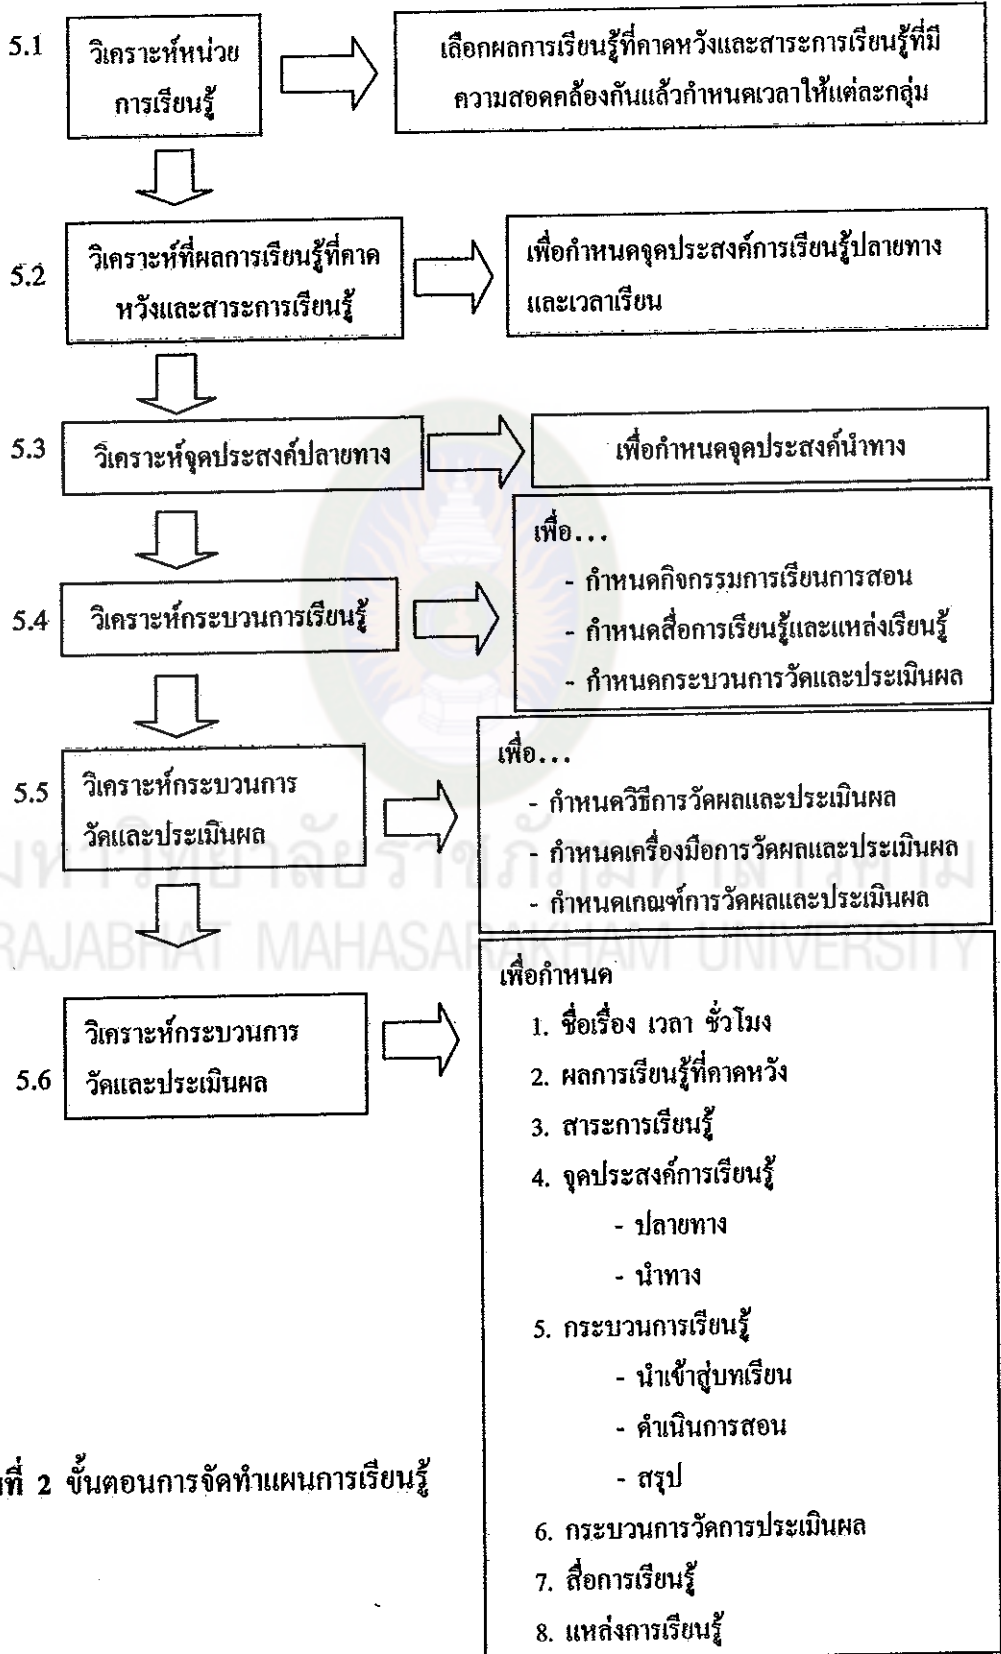 5.1
วิเคราะห์หน่วย
การเรียนรู้
เลือกผลการเรียนรู้ที่คาดหวังและสาระการเรียนรู้ที่มี
ความสอดคล้องกันแล้วกำหนดเวลาให้แต่ละกลุ่ม
5.2
วิเคราะห์ที่ผลการเรียนรู้ที่คาด
หวังและสาระการเรียนรู้
เพื่อกำหนดจุดประสงค์การเรียนรู้ปลายทาง
และเวลาเรียน
5.3
วิเคราะห์จุดประสงค์ปลายทาง
เพื่อกำหนดจุดประสงค์นำทาง
5.4
วิเคราะห์กระบวนการเรียนรู้
เพื่อ...
- กำหนดกิจกรรมการเรียนการสอน
- กำหนดสื่อการเรียนรู้และแหล่งเรียนรู้
- กำหนดกระบวนการวัดและประเมินผล
5.5
วิเคราะห์กระบวนการ
วัดและประเมินผล
เพื่อ...
- กำหนดวิธีการวัดผลและประเมินผล
- กำหนดเครื่องมือการวัดผลและประเมินผล
- กำหนดเกณฑ์การวัดผลและประเมินผล
มหาวิทยาลัยราชภัฏมหาสารคาม
RAJABHAT MAHASARAKHAM UNIVERSITY
5.6
วิเคราะห์กระบวนการ
วัดและประเมินผล
เพื่อกำหนด
1. ชื่อเรื่อง เวลา ชั่วโมง
2. ผลการเรียนรู้ที่คาดหวัง
3. สาระการเรียนรู้
4. จุดประสงค์การเรียนรู้
- ปลายทาง
- นำทาง
5. กระบวนการเรียนรู้
- นำเข้าสู่บทเรียน
- ดำเนินการสอน
- สรุป
6. กระบวนการวัดการประเมินผล
7. สื่อการเรียนรู้
8. แหล่งการเรียนรู้
ที่ 2 ขั้นตอนการจัดทำแผนการเรียนรู้